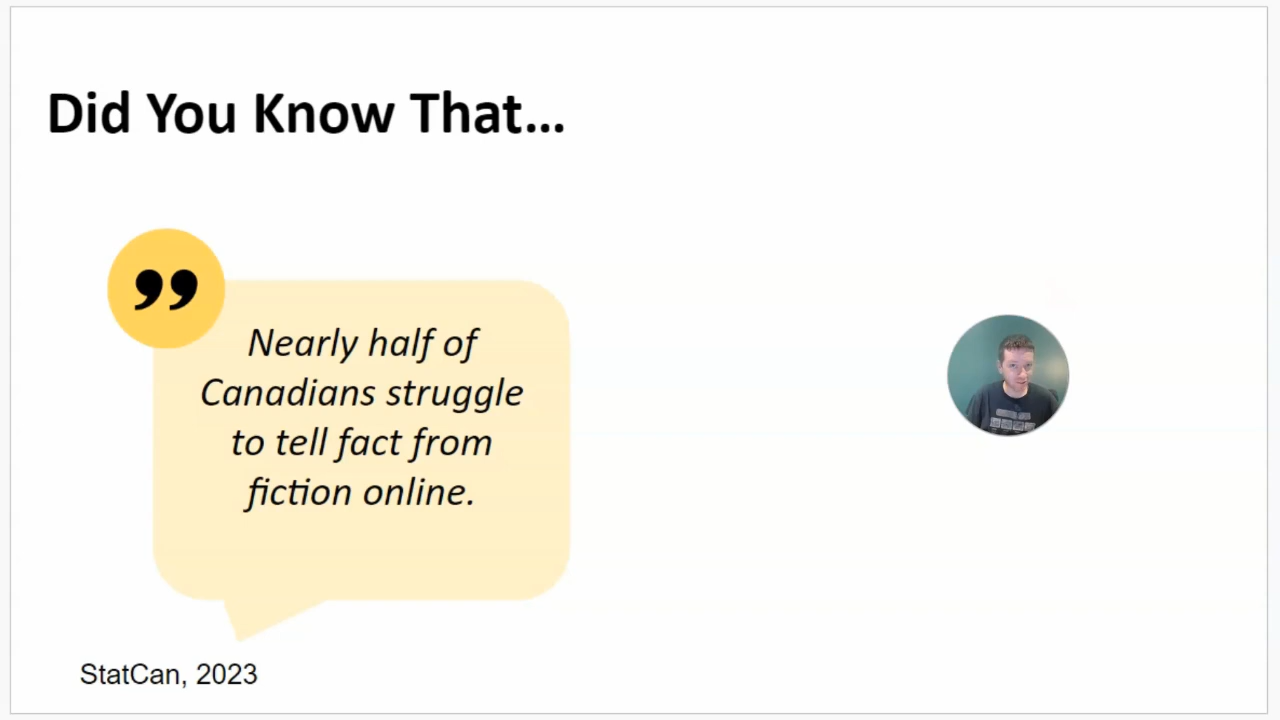 Did You Know That...
”
Nearly half of
Canadians struggle
to tell fact from
fiction online.
StatCan, 2023